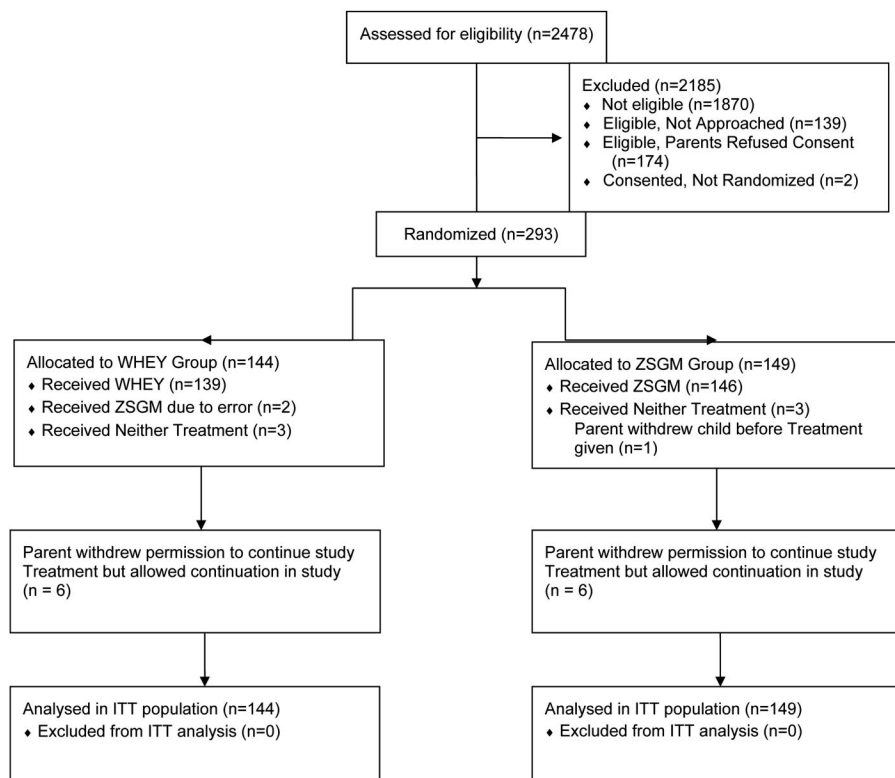 Assessed for eligibility (n=2478)
Excluded (n=2185)
♦ Not eligible (n=1870)
♦ Eligible, Not Approached (n=139)
♦ Eligible, Parents Refused Consent
(n=174)
♦ Consented, Not Randomized (n=2)
Randomized (n=293)
Allocated to WHEY Group (n=144)
♦ Received WHEY (n=139)
♦ Received ZSGM due to error (n=2)
♦ Received Neither Treatment (n=3)
Allocated to ZSGM Group (n=149)
♦ Received ZSGM (n=146)
♦ Received Neither Treatment (n=3)
Parent withdrew child before Treatment
given (n=1)
Parent withdrew permission to continue study
Treatment but allowed continuation in study
(n = 6)
Parent withdrew permission to continue study
Treatment but allowed continuation in study
(n = 6)
Analysed in ITT population (n=144)
♦ Excluded from ITT analysis (n=0)
Analysed in ITT population (n=149)
♦ Excluded from ITT analysis (n=0)